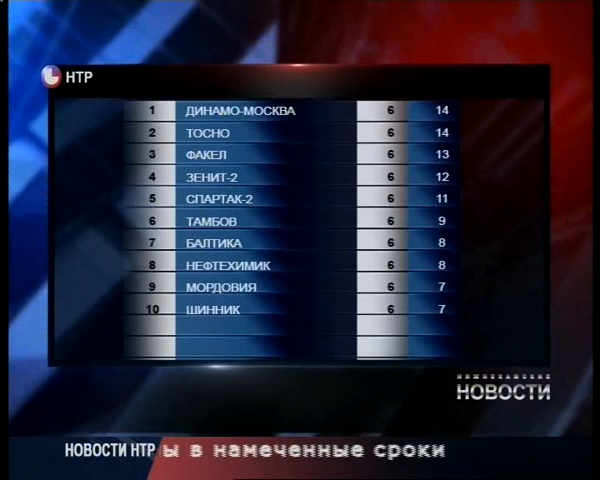 НТР
1 ДИНАМО-МОСКВА 6 14
2 ТОСНО 6 14
3 ФАКЕЛ 6 13
4 ЗЕНИТ-2 6 12
5 СПАРТАК-2 6 11
6 ТАМБОВ 6 9
7 БАЛТИКА 6 8
8 НЕФТЕХИМИК 6 8
9 МОРДОВИЯ 6 7
10 ШИННИК 6 7
НИЖНЕКАМСКИЕ
НОВОСТИ
НОВОСТИ НТР ы в намеченные сроки